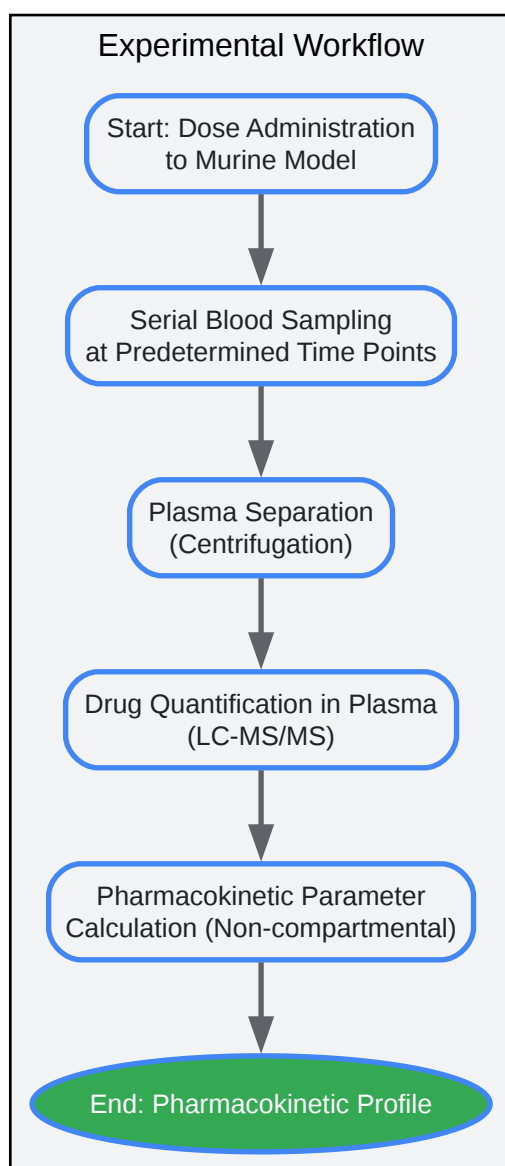 Experimental Workflow
Start: Dose Administration
to Murine Model
Serial Blood Sampling
at Predetermined Time Points
Plasma Separation
(Centrifugation)
Drug Quantification in Plasma
(LC-MS/MS)
Pharmacokinetic Parameter
Calculation (Non-compartmental)
End: Pharmacokinetic Profile